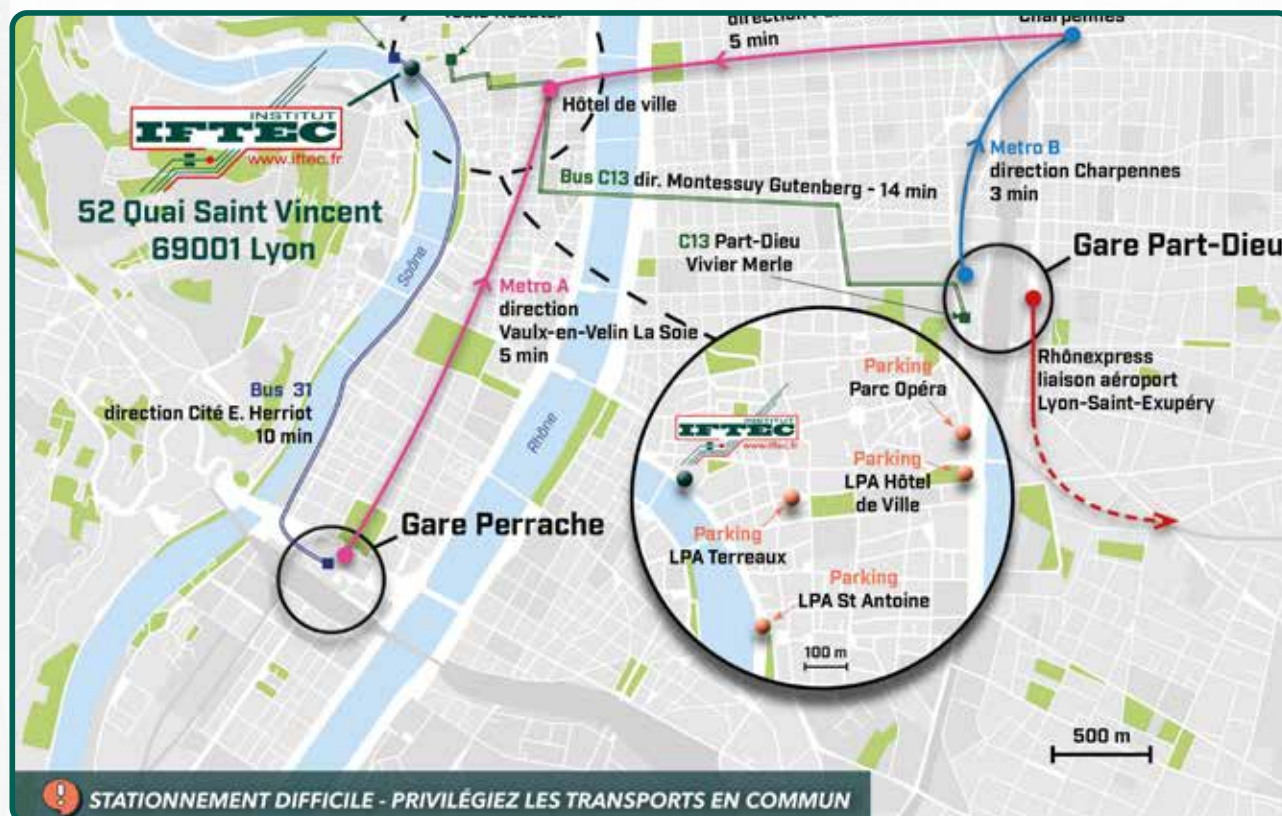 Charpennes
5 min
Hôtel de ville
INSTITUT
IFTEC
www.iftec.fr
52 Quai Saint Vincent
69001 Lyon
Metro B
direction Charpennes
3 min
Bus C13 dir. Montessuy Gutenberg - 14 min
C13 Part-Dieu
Vivier Merle
Gare Part-Dieu
Saône
Metro A
direction
Vaulx-en-Velin La Soie
5 min
Rhônexpress
liaison aéroport
Lyon-Saint-Exupéry
Bus 31
direction Cité E. Herriot
10 min
Rhône
Parking
Parc Opéra
INSTITUT
IFTEC
www.iftec.fr
Parking
LPA Hôtel
de Ville
Parking
LPA Terreaux
Parking
LPA St Antoine
100 m
Gare Perrache
500 m
STATIONNEMENT DIFFICILE - PRIVILÉGIEZ LES TRANSPORTS EN COMMUN